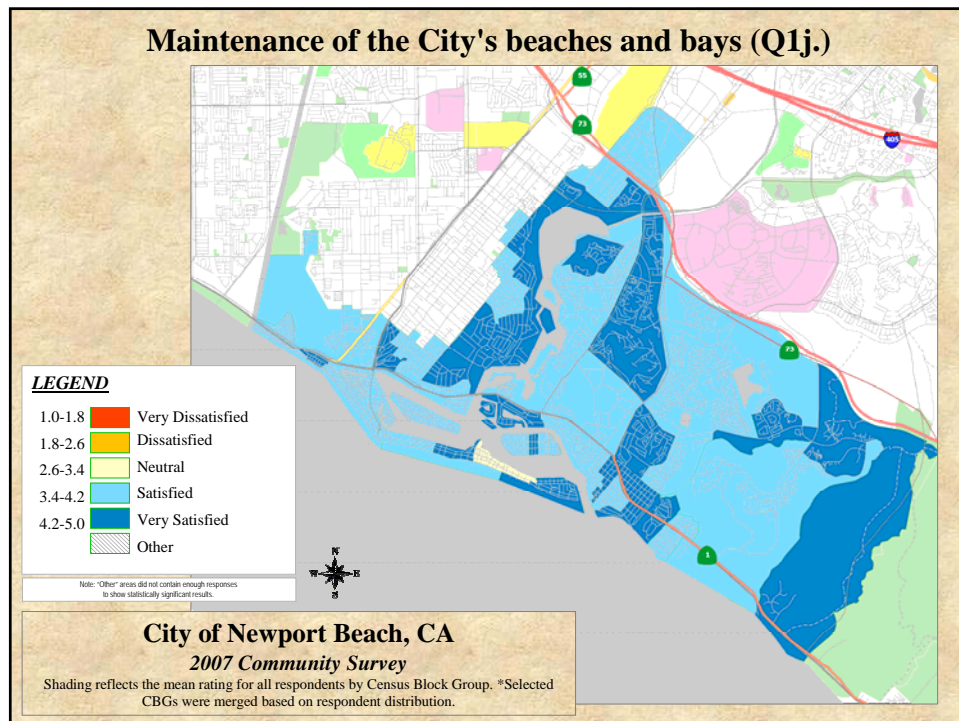 Maintenance of the City's beaches and bays (Q1j.)
55
73
405
73
1
LEGEND
1.0-1.8 Very Dissatisfied
1.8-2.6 Dissatisfied
2.6-3.4 Neutral
3.4-4.2 Satisfied
4.2-5.0 Very Satisfied
Other
Note: "Other" areas did not contain enough responses
to show statistically significant results.
N
W E
S
City of Newport Beach, CA
2007 Community Survey
Shading reflects the mean rating for all respondents by Census Block Group. *Selected
CBGs were merged based on respondent distribution.